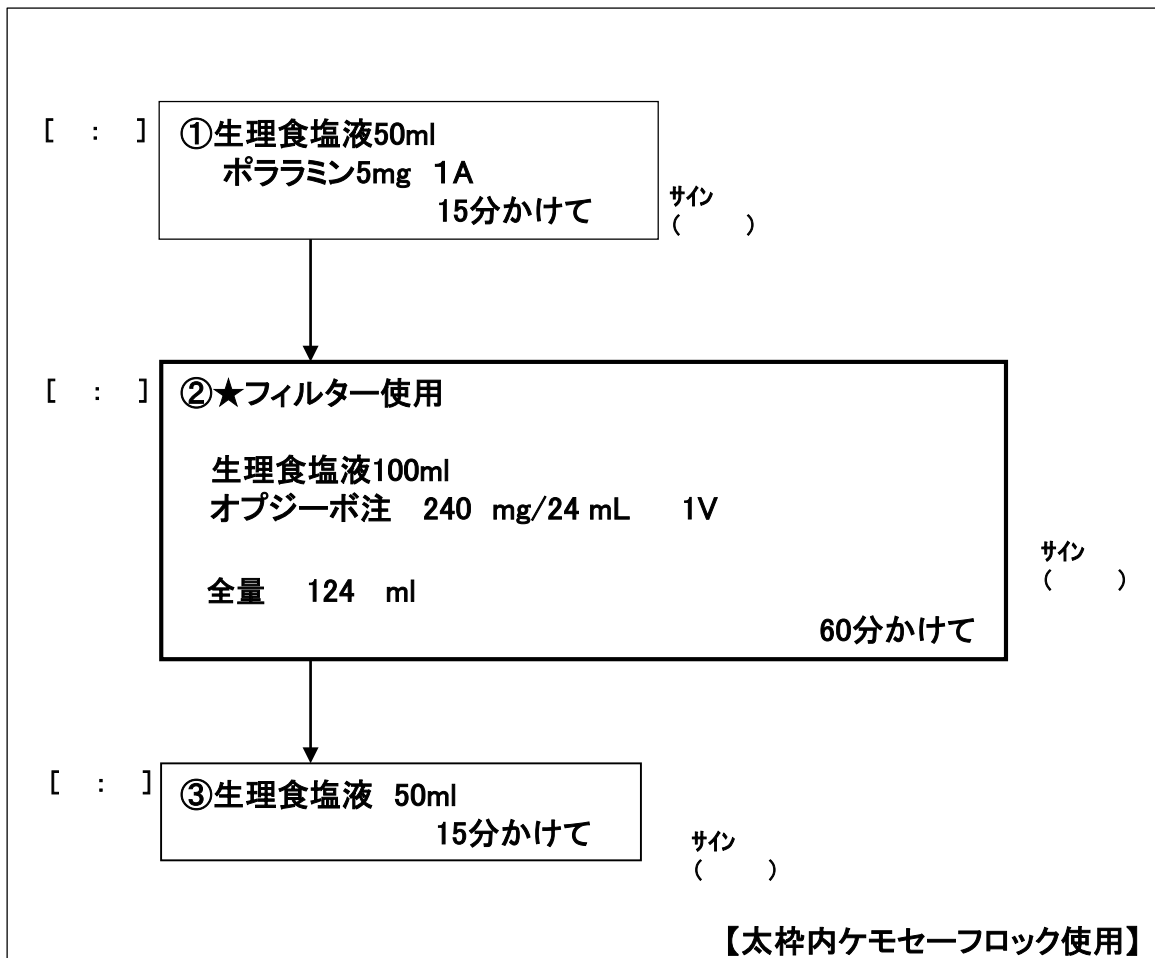 [　:　] ①生理食塩液50ml
ポララミン5mg　1A
15分かけて
サイン
(　　)
[　:　] ②★フィルター使用
生理食塩液100ml
オプジーボ注　240　mg/24 mL　1V
全量　124　ml
60分かけて
サイン
(　　)
[　:　] ③生理食塩液　50ml
15分かけて
サイン
(　　)
【太枠内ケモセーフロック使用】